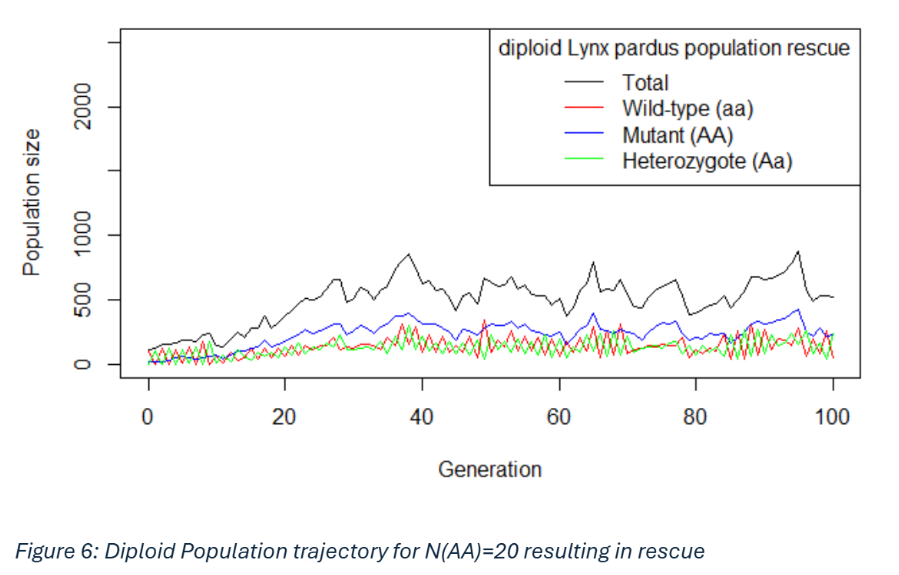 diploid Lynx pardus population rescue
Total
Wild-type (aa)
Mutant (AA)
Heterozygote (Aa)
Population size
2000
1000
500
0
0 20 40 60 80 100
Generation
Figure 6: Diploid Population trajectory for N(AA)=20 resulting in rescue